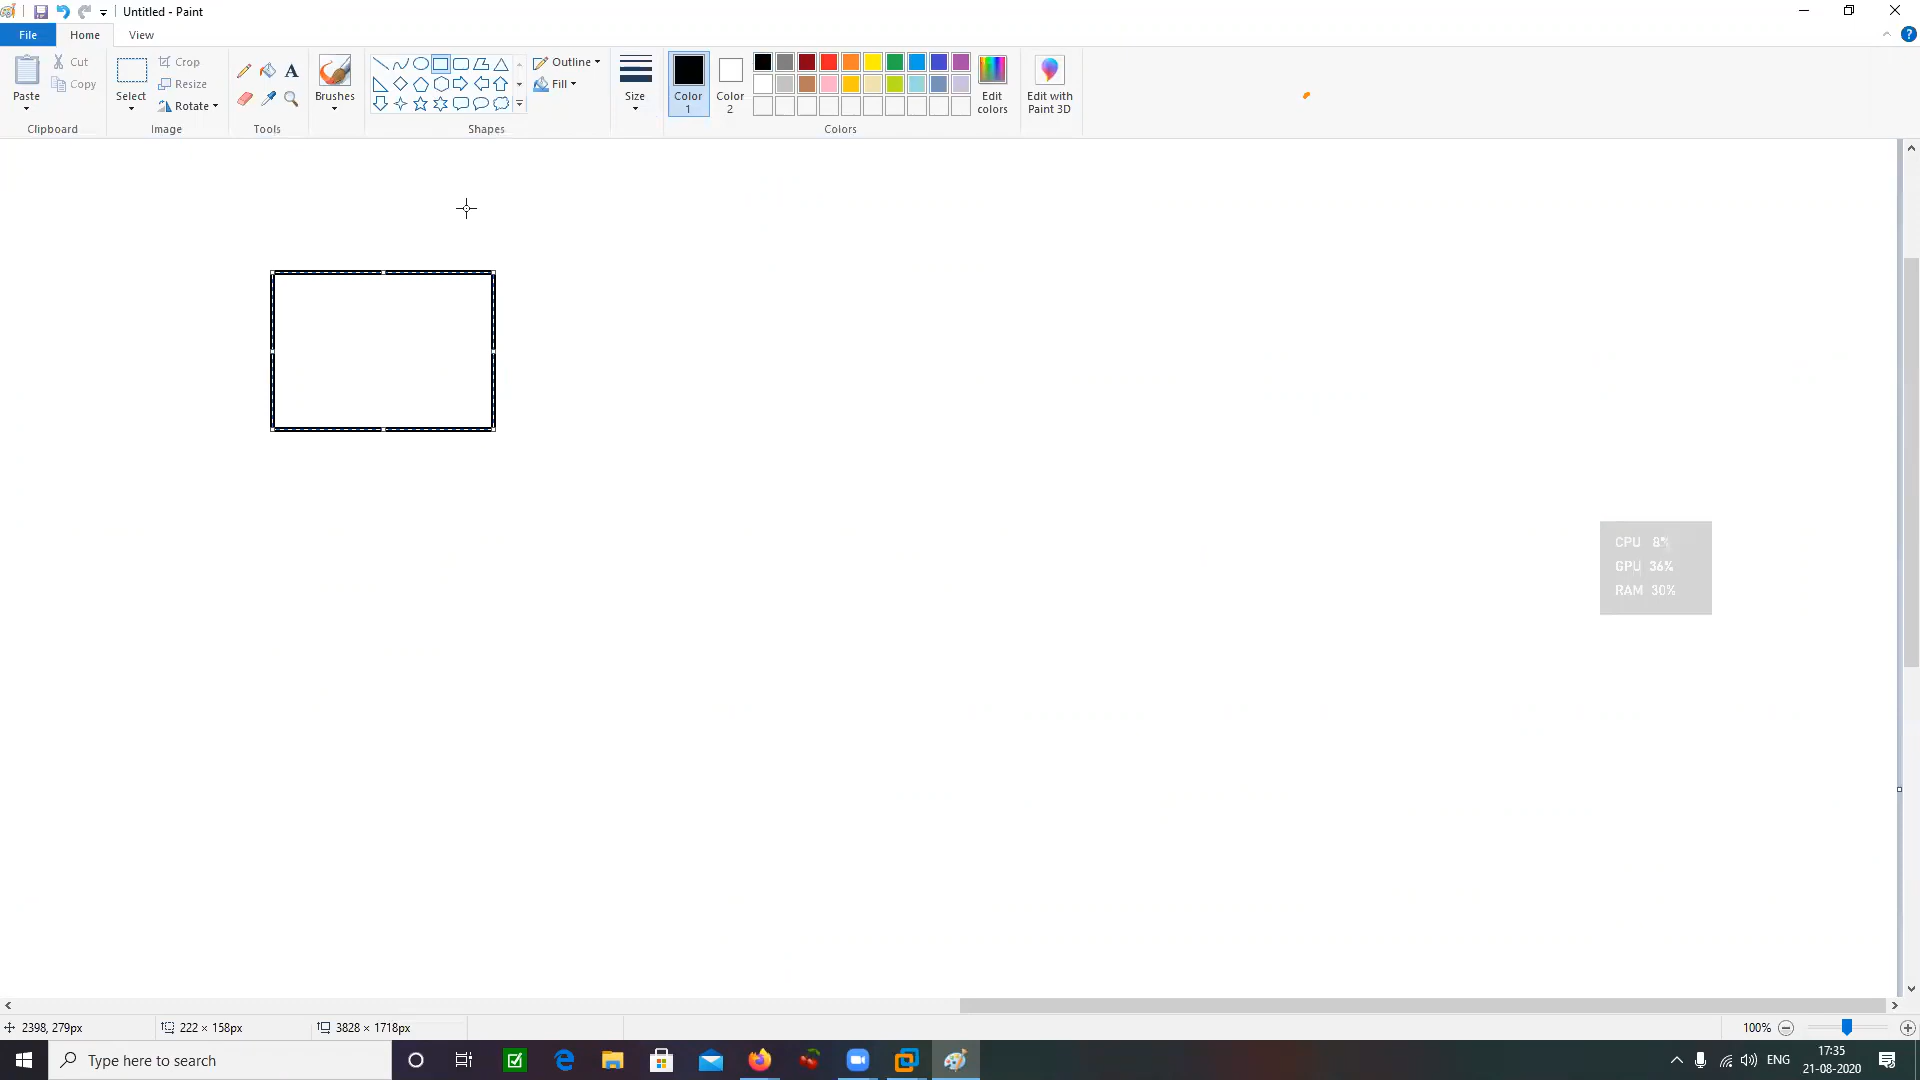 Untitled - Paint
File Home View
Paste
Cut
Copy
Clipboard
Select
Crop
Resize
Rotate
Image
A
Tools
Brushes
Shapes
Outline
Fill
Size
Color 1
Color 2
Colors
Edit colors
Edit with Paint 3D
?
CPU 8%
GPU 36%
RAM 30%
2398, 279px
222 × 158px
3828 × 1718px
100%
Type here to search
ENG
17:35
21-08-2020